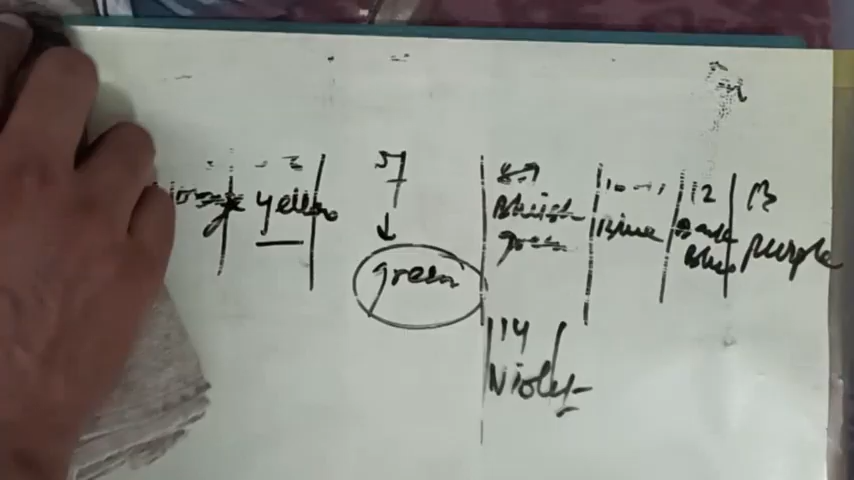 7
yellow
green
8-9
Bluish
green
10-11
Blue
12
Dark
Blue
13
purple
14
Violet